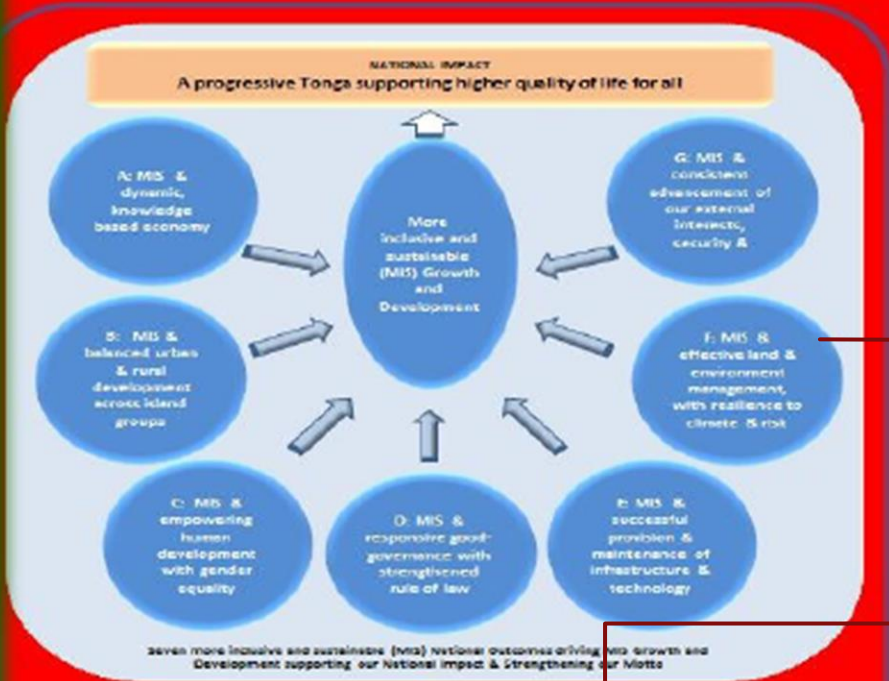 NATIONAL IMPACT
A progressive Tonga supporting higher quality of life for all
A: MIS &
dynamic,
knowledge
based economy
More
inclusive and
sustainable
(MIS) Growth
and
Development
G: MIS &
consistent
advancement of
our external
interests,
security &
B: MIS &
balanced urban
& rural
development
across island
groups
F: MIS &
effective land &
environment
management,
with resilience to
climate & risk
C: MIS &
empowering
human
development
with gender
equality
D: MIS &
responsive good-
governance with
strengthened
rule of law
E: MIS &
successful
provision &
maintenance of
infrastructure &
technology
Seven more inclusive and sustainable (MIS) National Outcomes driving MIS Growth and
Development supporting our National Impact & Strengthening our Motto